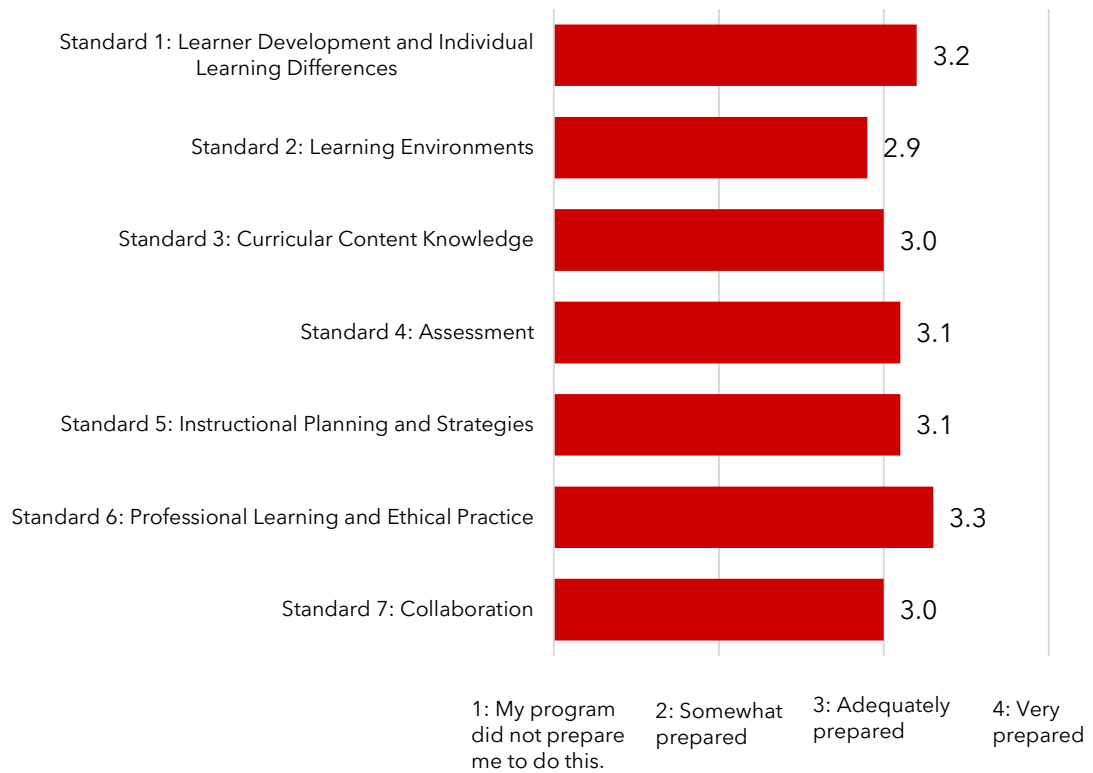 Standard 1: Learner Development and Individual
Learning Differences
3.2
Standard 2: Learning Environments
2.9
Standard 3: Curricular Content Knowledge
3.0
Standard 4: Assessment
3.1
Standard 5: Instructional Planning and Strategies
3.1
Standard 6: Professional Learning and Ethical Practice
3.3
Standard 7: Collaboration
3.0
1: My program
did not prepare
me to do this.
2: Somewhat
prepared
3: Adequately
prepared
4: Very
prepared